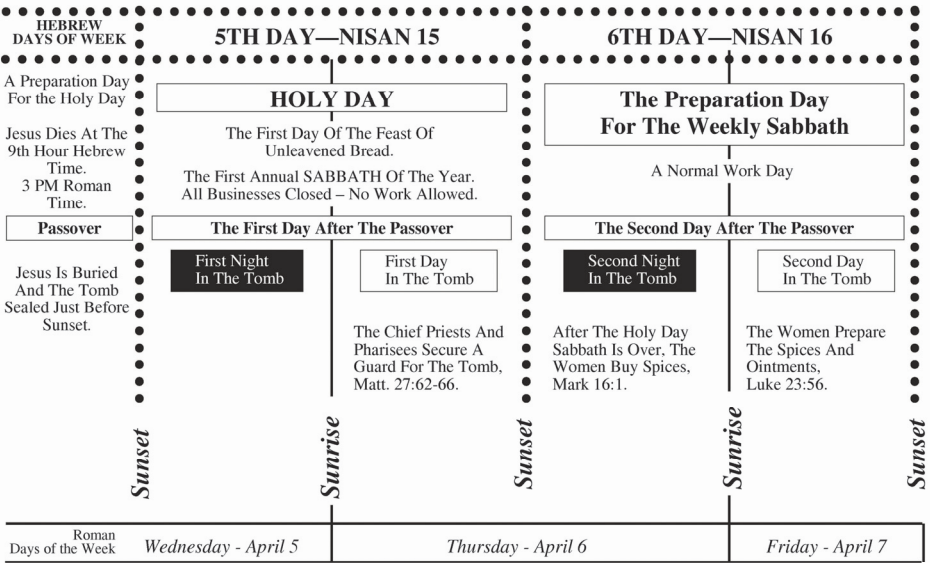 HEBREW
DAYS OF WEEK
5TH DAY—NISAN 15
6TH DAY—NISAN 16
A Preparation Day
For the Holy Day
Jesus Dies At The
9th Hour Hebrew
Time.
3 PM Roman
Time.
Passover
Jesus Is Buried
And The Tomb
Sealed Just Before
Sunset.
HOLY DAY
The First Day Of The Feast Of
Unleavened Bread.
The First Annual SABBATH Of The Year.
All Businesses Closed – No Work Allowed.
The First Day After The Passover
First Night
In The Tomb
First Day
In The Tomb
The Chief Priests And
Pharisees Secure A
Guard For The Tomb,
Matt. 27:62-66.
The Preparation Day
For The Weekly Sabbath
A Normal Work Day
The Second Day After The Passover
Second Night
In The Tomb
Second Day
In The Tomb
After The Holy Day
Sabbath Is Over, The
Women Buy Spices,
Mark 16:1.
The Women Prepare
The Spices And
Ointments,
Luke 23:56.
Sunset
Sunrise
Sunset
Sunrise
Sunset
Roman
Days of the Week
Wednesday - April 5
Thursday - April 6
Friday - April 7